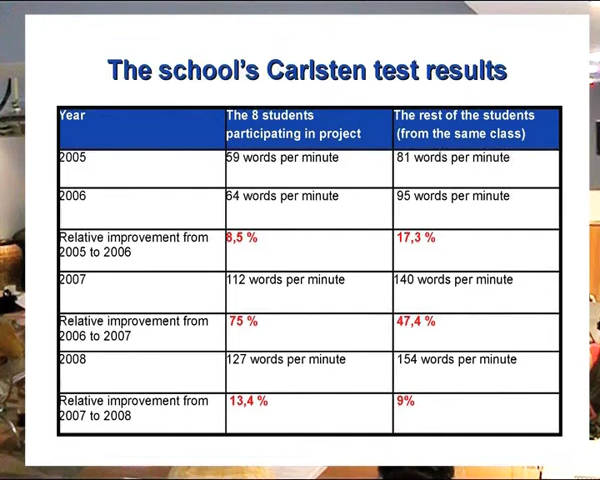 The school's Carlsten test results
Year
The 8 students
participating in project
The rest of the students
(from the same class)
2005
59 words per minute
81 words per minute
2006
64 words per minute
95 words per minute
Relative improvement from
2005 to 2006
8,5 %
17,3 %
2007
112 words per minute
140 words per minute
Relative improvement from
2006 to 2007
75 %
47,4 %
2008
127 words per minute
154 words per minute
Relative improvement from
2007 to 2008
13,4 %
9%